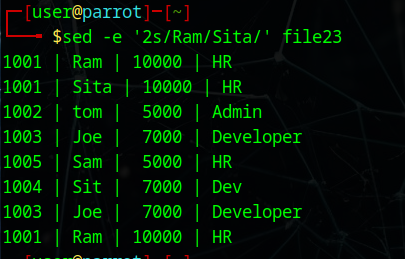 ┌─[user@parrot]─[~]
└──╼ $sed -e '2s/Ram/Sita/' file23
1001 | Ram | 10000 | HR
1001 | Sita | 10000 | HR
1002 | tom |  5000 | Admin
1003 | Joe |  7000 | Developer
1005 | Sam |  5000 | HR
1004 | Sit |  7000 | Dev
1003 | Joe |  7000 | Developer
1001 | Ram | 10000 | HR